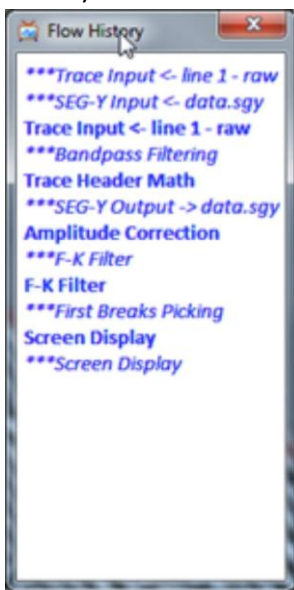 Flow History
***Trace Input <- line 1 - raw
***SEG-Y Input <- data.sgy
Trace Input <- line 1 - raw
***Bandpass Filtering
Trace Header Math
***SEG-Y Output -> data.sgy
Amplitude Correction
***F-K Filter
F-K Filter
***First Breaks Picking
Screen Display
***Screen Display